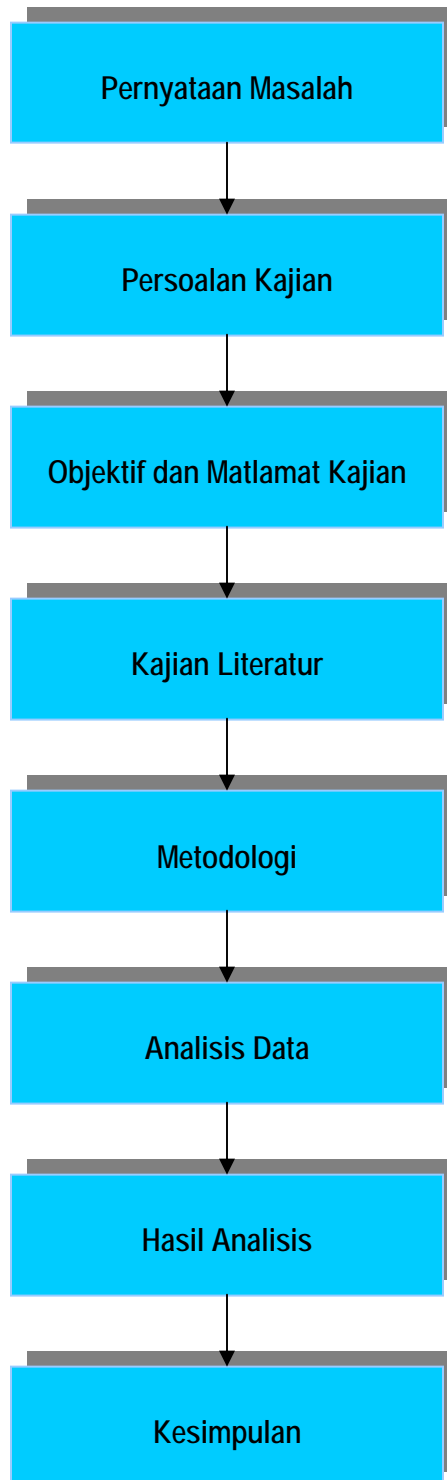 Pernyataan Masalah
Persoalan Kajian
Objektif dan Matlamat Kajian
Kajian Literatur
Metodologi
Analisis Data
Hasil Analisis
Kesimpulan